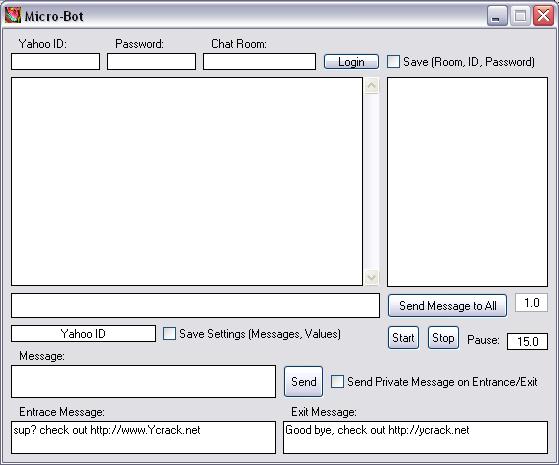 Micro-Bot
Yahoo ID: Password: Chat Room:
Login Save (Room, ID, Password)
Send Message to All 1.0
Yahoo ID Save Settings (Messages, Values) Start Stop Pause: 15.0
Message:
Send Send Private Message on Entrance/Exit
Entrace Message: Exit Message:
sup? check out http://www.Ycrack.net Good bye, check out http://ycrack.net